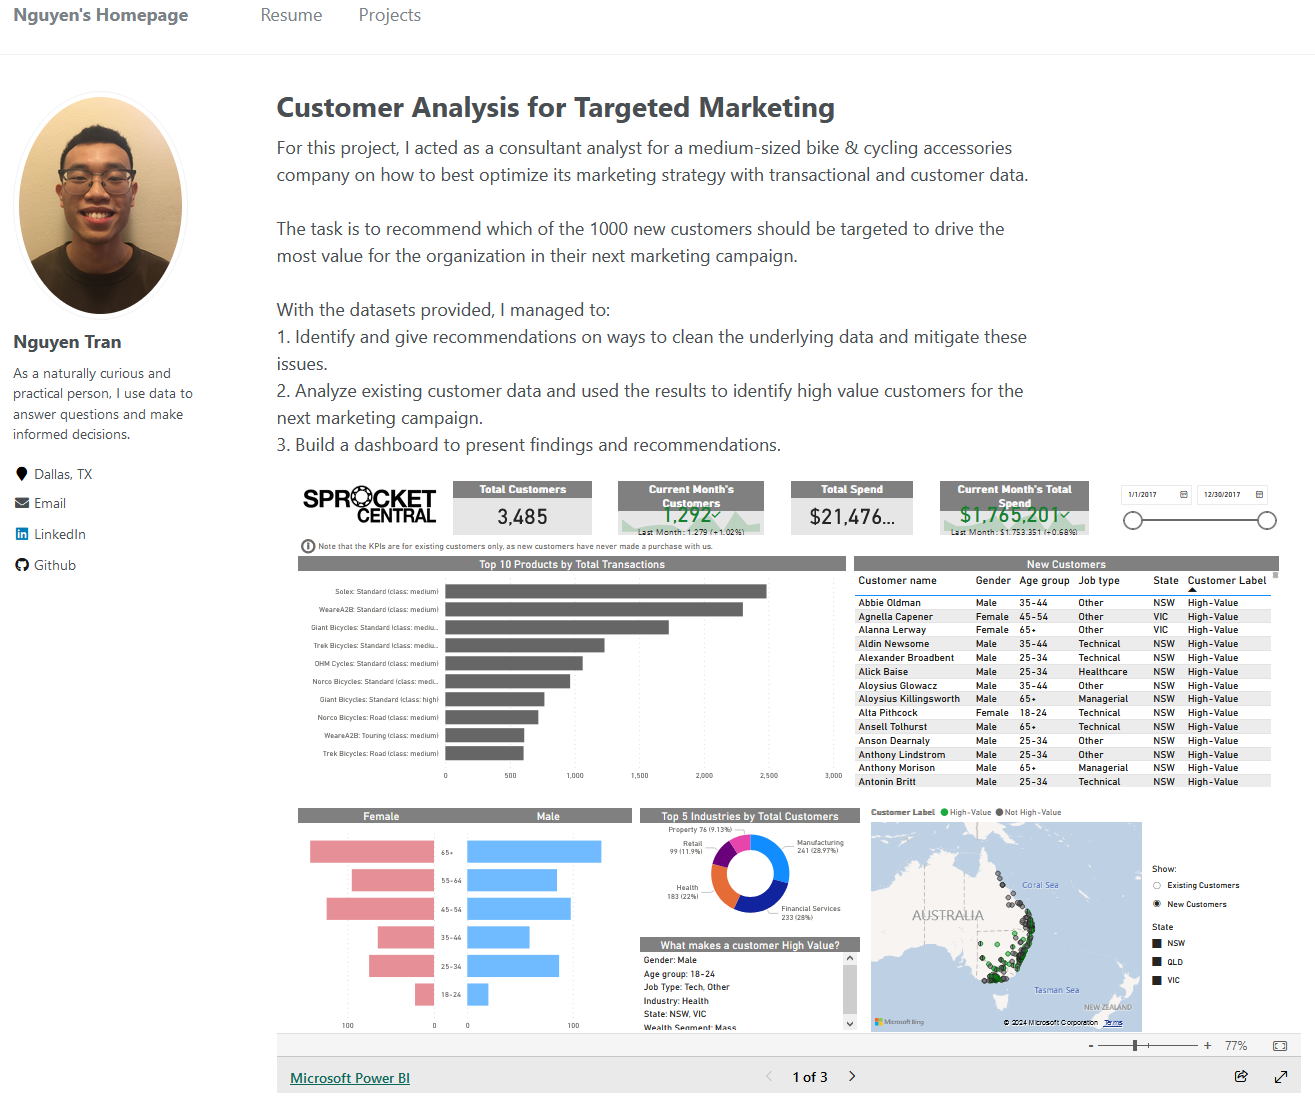 Nguyen's Homepage Resume Projects
Customer Analysis for Targeted Marketing
For this project, I acted as a consultant analyst for a medium-sized bike & cycling accessories
company on how to best optimize its marketing strategy with transactional and customer data.
The task is to recommend which of the 1000 new customers should be targeted to drive the
most value for the organization in their next marketing campaign.
With the datasets provided, I managed to:
1. Identify and give recommendations on ways to clean the underlying data and mitigate these
issues.
2. Analyze existing customer data and used the results to identify high value customers for the
next marketing campaign.
3. Build a dashboard to present findings and recommendations.
Nguyen Tran
As a naturally curious and
practical person, I use data to
answer questions and make
informed decisions.
Dallas, TX
Email
LinkedIn
Github
SPROCKET
CENTRAL
Total Customers
3,485
Current Month's
Customers
1,292
Last Month: 1,279 (+1.02%)
Total Spend
$21,476...
Current Month's Total
Spend
$1,765,201
Last Month: $1,753,351 (+0.68%)
1/1/2017 12/30/2017
Note that the KPIs are for existing customers only, as new customers have never made a purchase with us.
Top 10 Products by Total Transactions
Solex: Standard (class: medium)
WeareA2B: Standard (class: medium)
Giant Bicycles: Standard (class: mediu...
Trek Bicycles: Standard (class: mediu...
OHM Cycles: Standard (class: medium)
Norco Bicycles: Standard (class: medi...
Giant Bicycles: Standard (class: high)
Norco Bicycles: Road (class: medium)
WeareA2B: Touring (class: medium)
Trek Bicycles: Road (class: medium)
0 500 1,000 1,500 2,000 2,500 3,000
New Customers
Customer name Gender Age group Job type State Customer Label
Abbie Oldman Male 35-44 Other NSW High-Value
Agnella Capener Female 45-54 Other VIC High-Value
Alanna Lerway Female 65+ Other VIC High-Value
Aldin Newsome Male 35-44 Technical NSW High-Value
Alexander Broadbent Male 25-34 Technical NSW High-Value
Alick Baise Male 25-34 Healthcare NSW High-Value
Aloysius Glowacz Male 35-44 Other NSW High-Value
Aloysius Killingsworth Male 65+ Managerial NSW High-Value
Alta Pithcock Female 18-24 Technical NSW High-Value
Ansell Tolhurst Male 65+ Technical NSW High-Value
Anson Dearnaly Male 25-34 Other NSW High-Value
Anthony Lindstrom Male 25-34 Other NSW High-Value
Anthony Morison Male 65+ Managerial NSW High-Value
Antonin Britt Male 25-34 Technical NSW High-Value
Female Male
65+
55-64
45-54
35-44
25-34
18-24
100 0 0 100
Top 5 Industries by Total Customers
Property 76 (9.13%)
Retail
99 (11.9%)
Health
183 (22%)
Manufacturing
241 (28.97%)
Financial Services
233 (28%)
What makes a customer High Value?
Gender: Male
Age group: 18-24
Job Type: Tech, Other
Industry: Health
State: NSW, VIC
Wealth Segment: Mass
Customer Label High-Value Not High-Value
AUSTRALIA
Coral Sea
Tasman Sea
NEW ZEALAND
Microsoft Bing
© 2024 Microsoft Corporation Terms
Show:
Existing Customers
New Customers
State
NSW
QLD
VIC
- + 77%
Microsoft Power BI
1 of 3